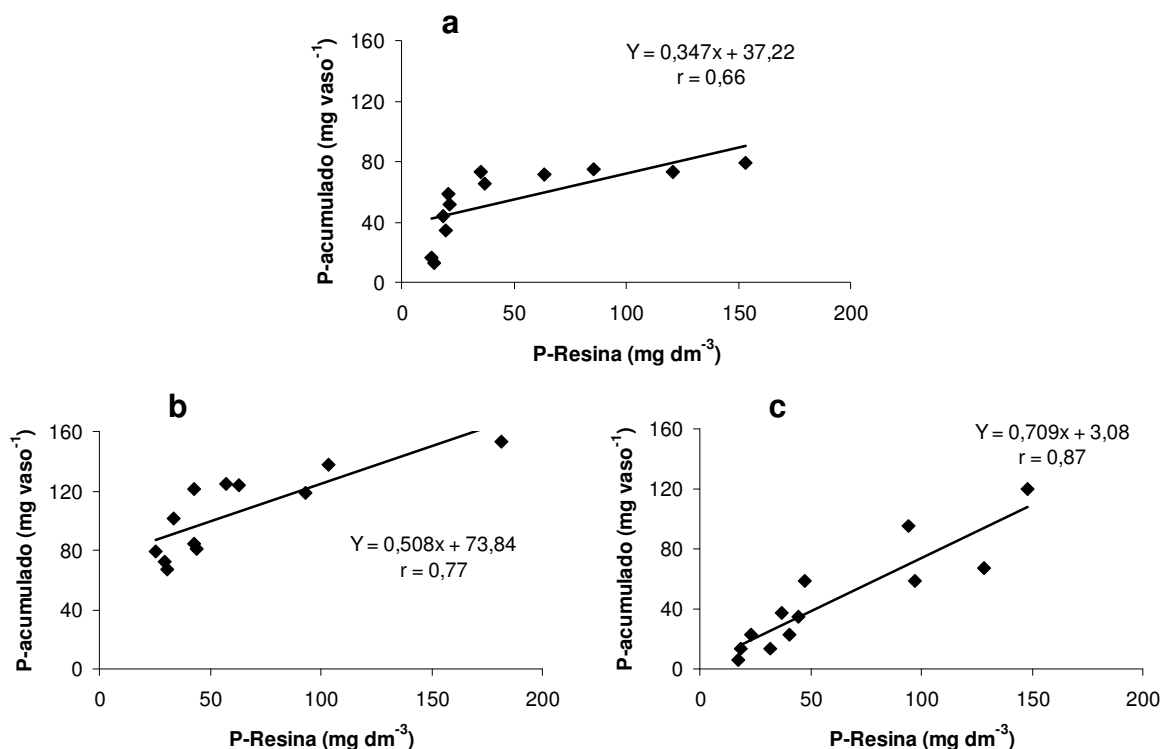 a
Y = 0,347x + 37,22
r = 0,66
P-acumulado (mg vaso⁻¹)
160
120
80
40
0
0 50 100 150 200
P-Resina (mg dm⁻³)
b
Y = 0,508x + 73,84
r = 0,77
P-acumulado (mg vaso⁻¹)
160
120
80
40
0
0 50 100 150 200
P-Resina (mg dm⁻³)
c
Y = 0,709x + 3,08
r = 0,87
P-acumulado (mg vaso⁻¹)
160
120
80
40
0
0 50 100 150 200
P-Resina (mg dm⁻³)